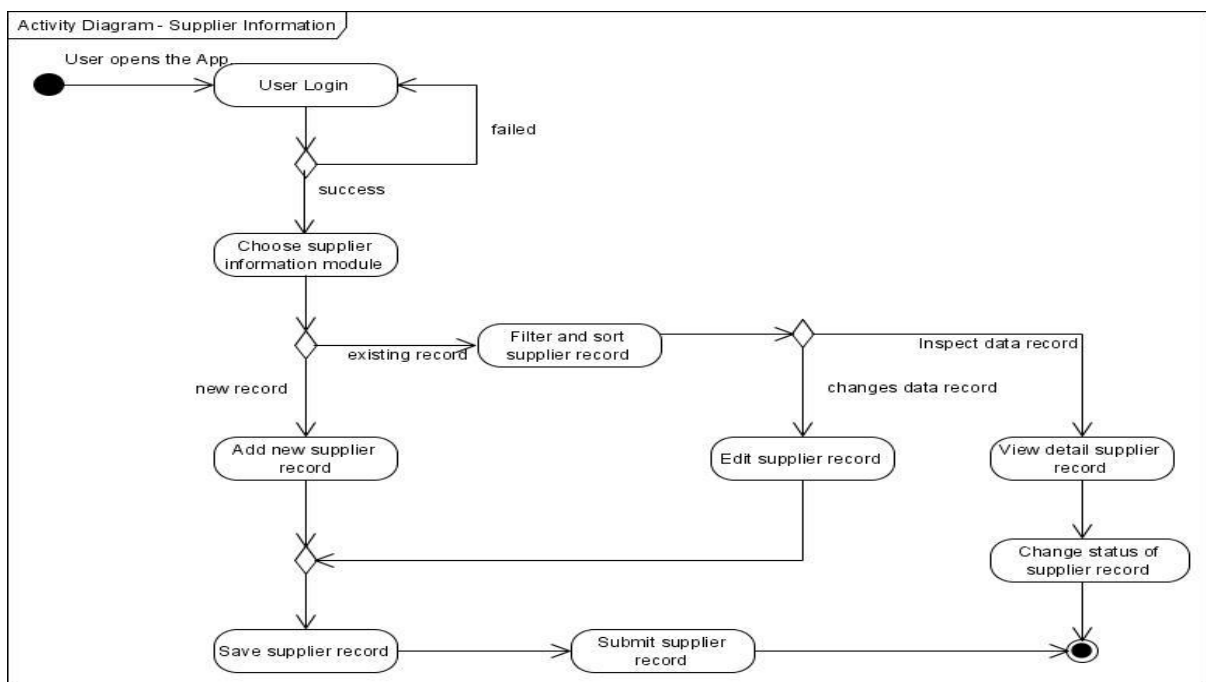 Activity Diagram - Supplier Information
User opens the App
User Login
failed
success
Choose supplier
information module
existing record
Filter and sort
supplier record
Inspect data record
new record
changes data record
Add new supplier
record
Edit supplier record
View detail supplier
record
Change status of
supplier record
Save supplier record
Submit supplier
record